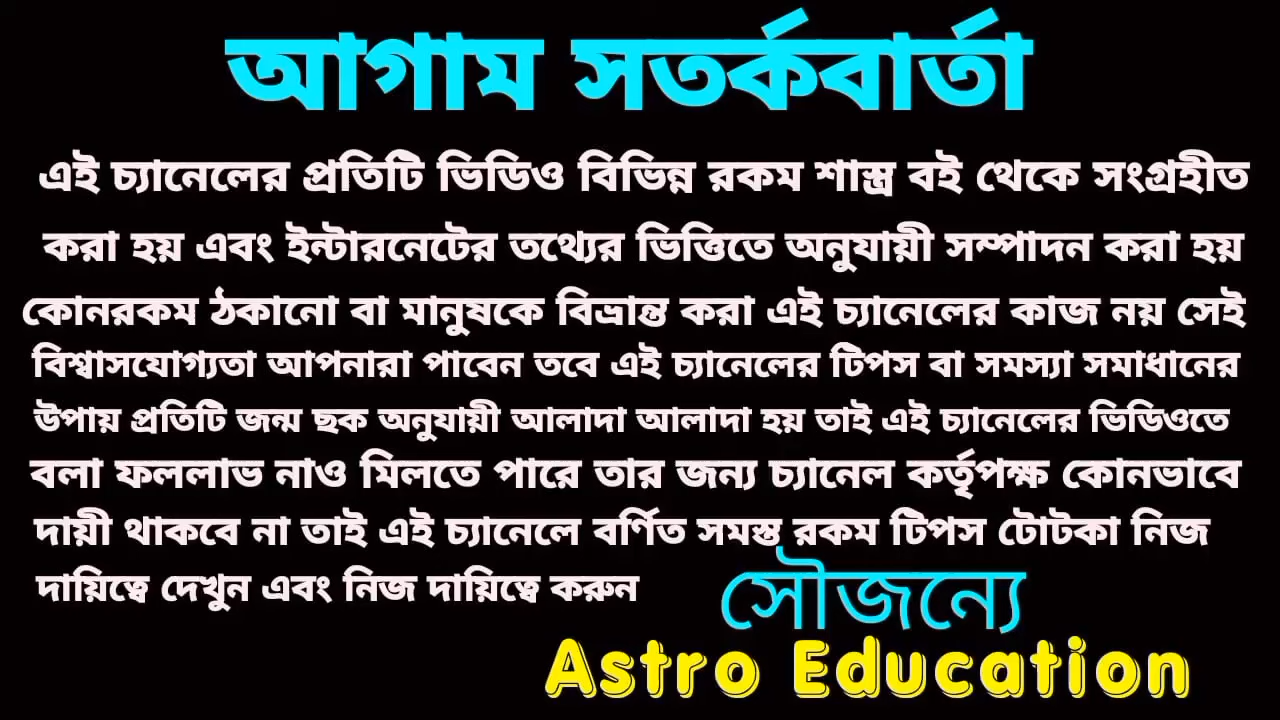 আগাম সতর্কবার্তা
এই চ্যানেলের প্রতিটি ভিডিও বিভিন্ন রকম শাস্ত্র বই থেকে সংগ্রহীত
করা হয় এবং ইন্টারনেটের তথ্যের ভিত্তিতে অনুযায়ী সম্পাদন করা হয়
কোনরকম ঠকানো বা মানুষকে বিভ্রান্ত করা এই চ্যানেলের কাজ নয় সেই
বিশ্বাসযোগ্যতা আপনারা পাবেন তবে এই চ্যানেলের টিপস বা সমস্যা সমাধানের
উপায় প্রতিটি জন্ম ছক অনুযায়ী আলাদা আলাদা হয় তাই এই চ্যানেলের ভিডিওতে
বলা ফললাভ নাও মিলতে পারে তার জন্য চ্যানেল কর্তৃপক্ষ কোনভাবে
দায়ী থাকবে না তাই এই চ্যানেলে বর্ণিত সমস্ত রকম টিপস টোটকা নিজ
দায়িত্বে দেখুন এবং নিজ দায়িত্বে করুন
সৌজন্যে
Astro Education